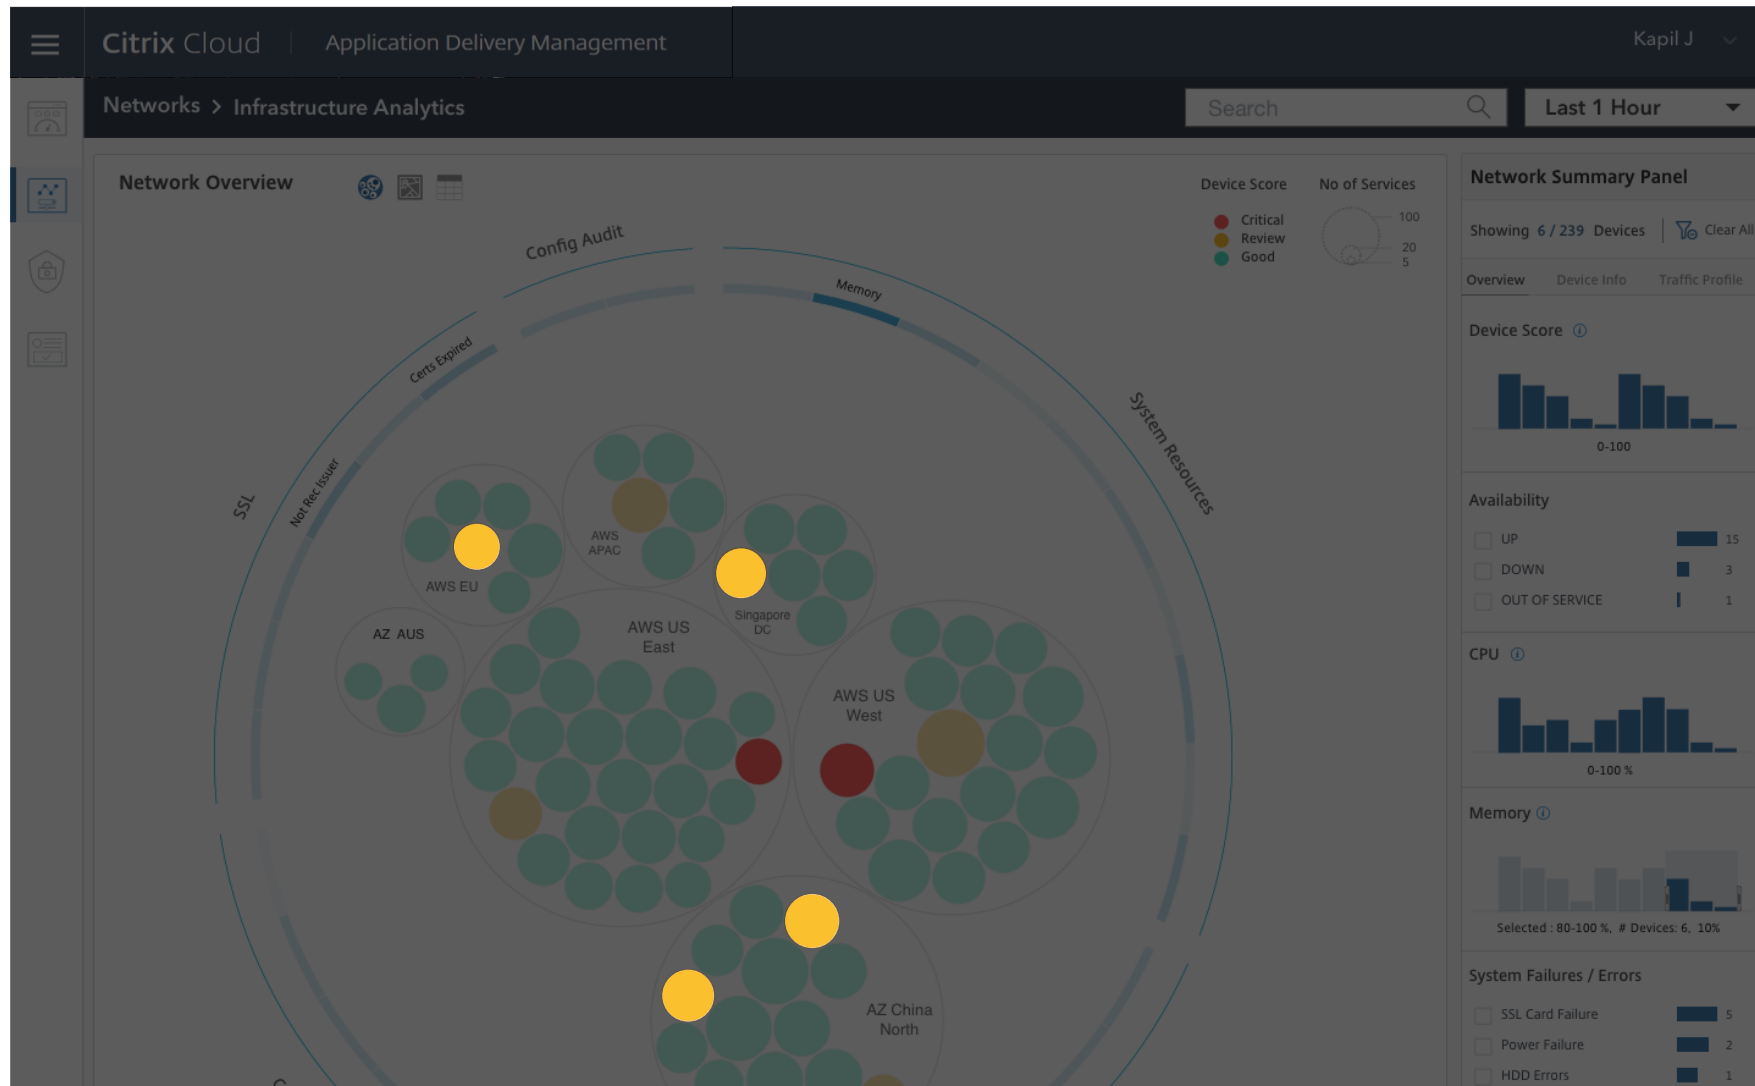 Citrix Cloud
Application Delivery Management
Kapil J
Networks > Infrastructure Analytics
Search
Last 1 Hour
Network Overview
Device Score
Critical
Review
Good
No of Services
100
20
5
Config Audit
Memory
Certs Expired
Not Rec Issuer
SSL
System Resources
AWS
APAC
AWS EU
Singapore
DC
AZ AUS
AWS US
East
AWS US
West
AZ China
North
Network Summary Panel
Showing 6 / 239 Devices
Clear All
Overview
Device Info
Traffic Profile
Device Score
0-100
Availability
UP
15
DOWN
3
OUT OF SERVICE
1
CPU
0-100 %
Memory
Selected : 80-100 %, # Devices: 6, 10%
System Failures / Errors
SSL Card Failure
5
Power Failure
2
HDD Errors
1